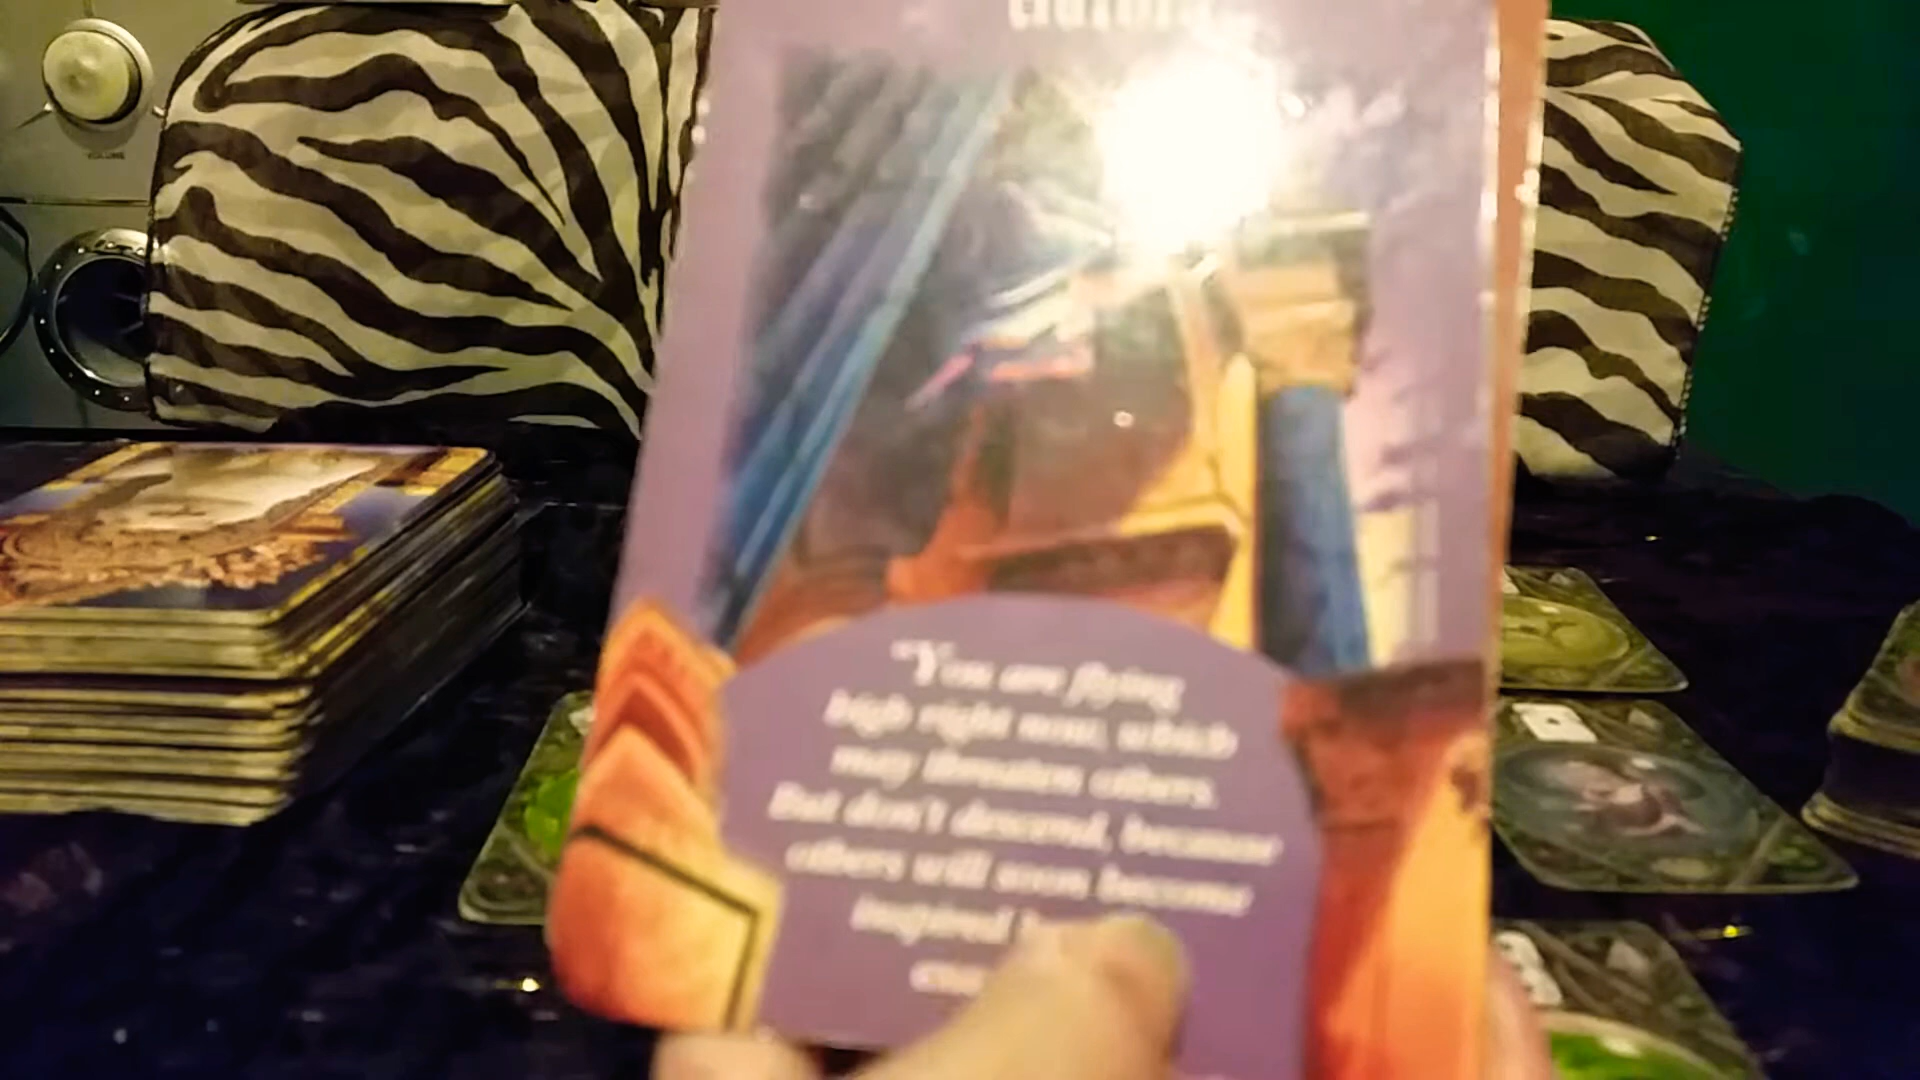 VOLUME
"You are flying
high right now, which
may threaten others.
But don't descend, because
others will soon become
inspired